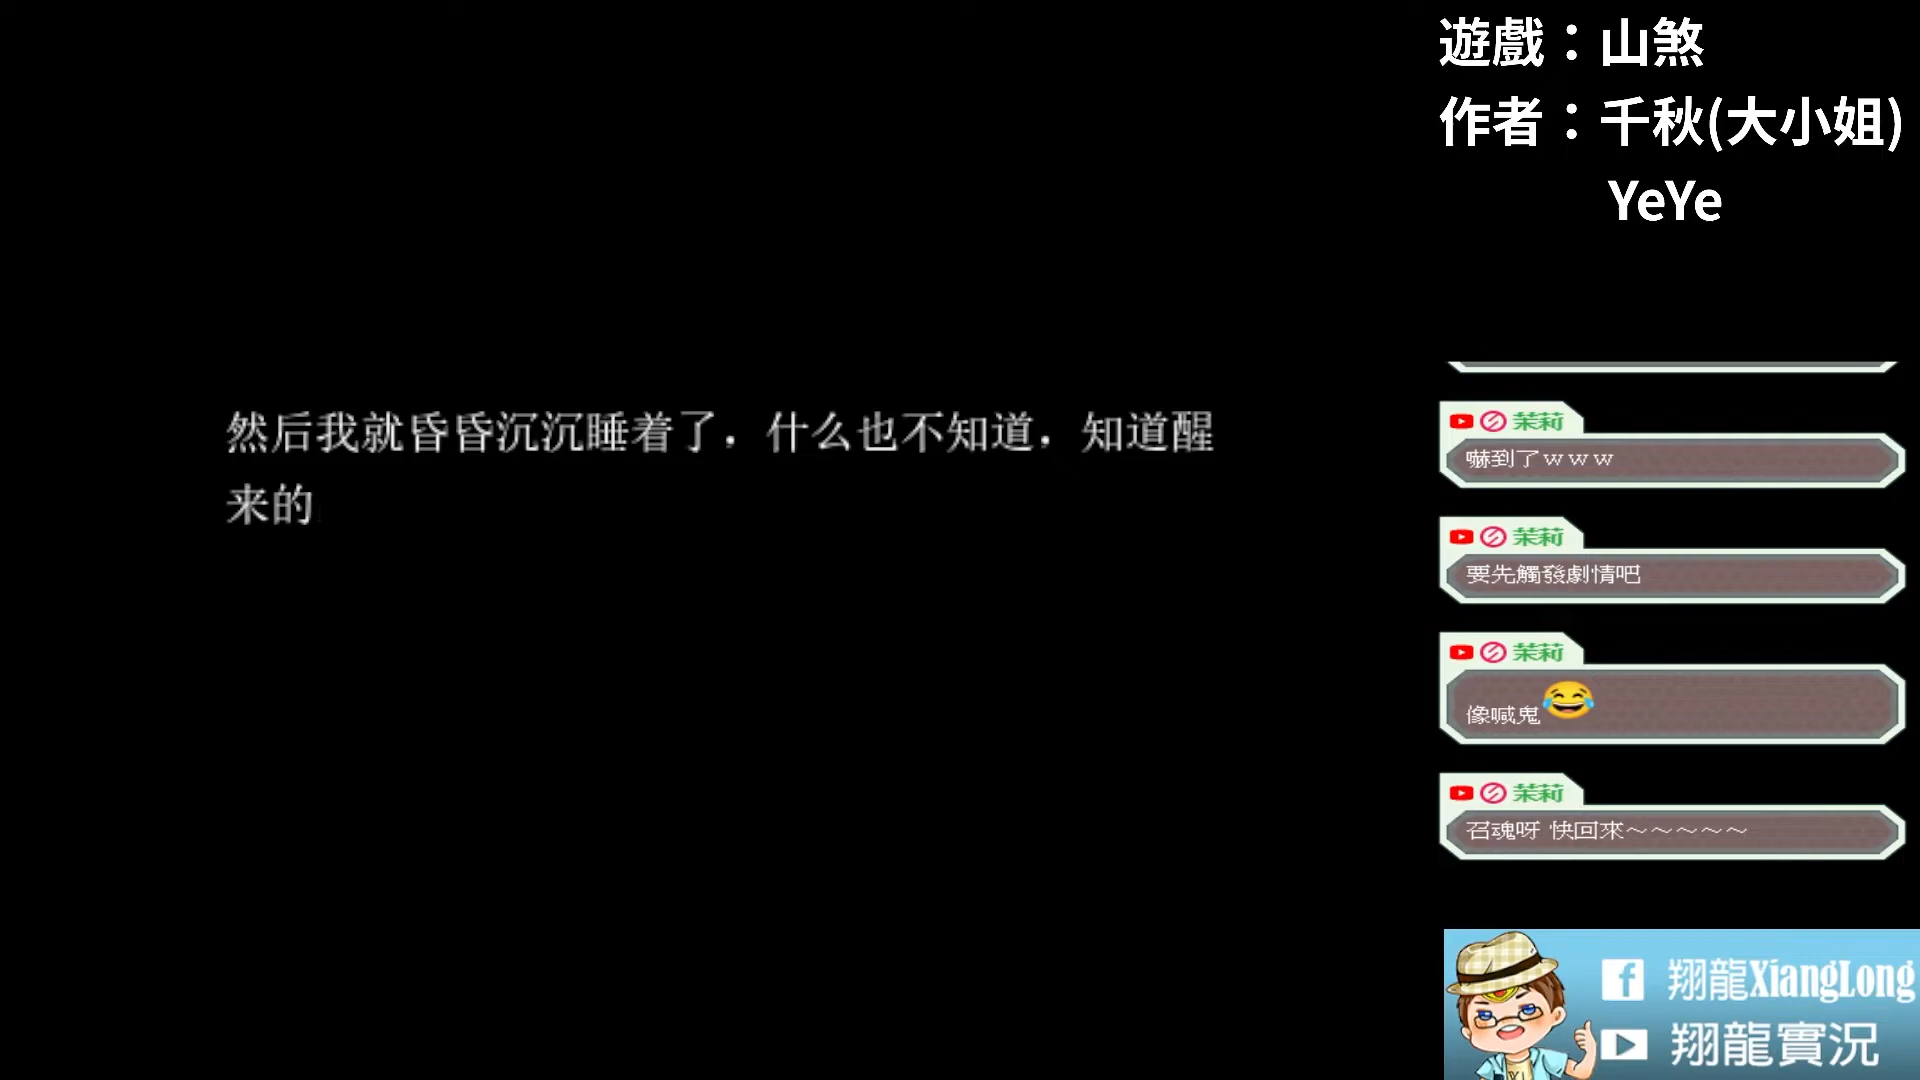 遊戲：山煞
作者：千秋(大小姐)
YeYe
然后我就昏昏沉沉睡着了，什么也不知道，知道醒
来的
茉莉
嚇到了ｗｗｗ
茉莉
要先觸發劇情吧
茉莉
像喊鬼😂
茉莉
召魂呀 快回來～～～～～
翔龍XiangLong
翔龍實況